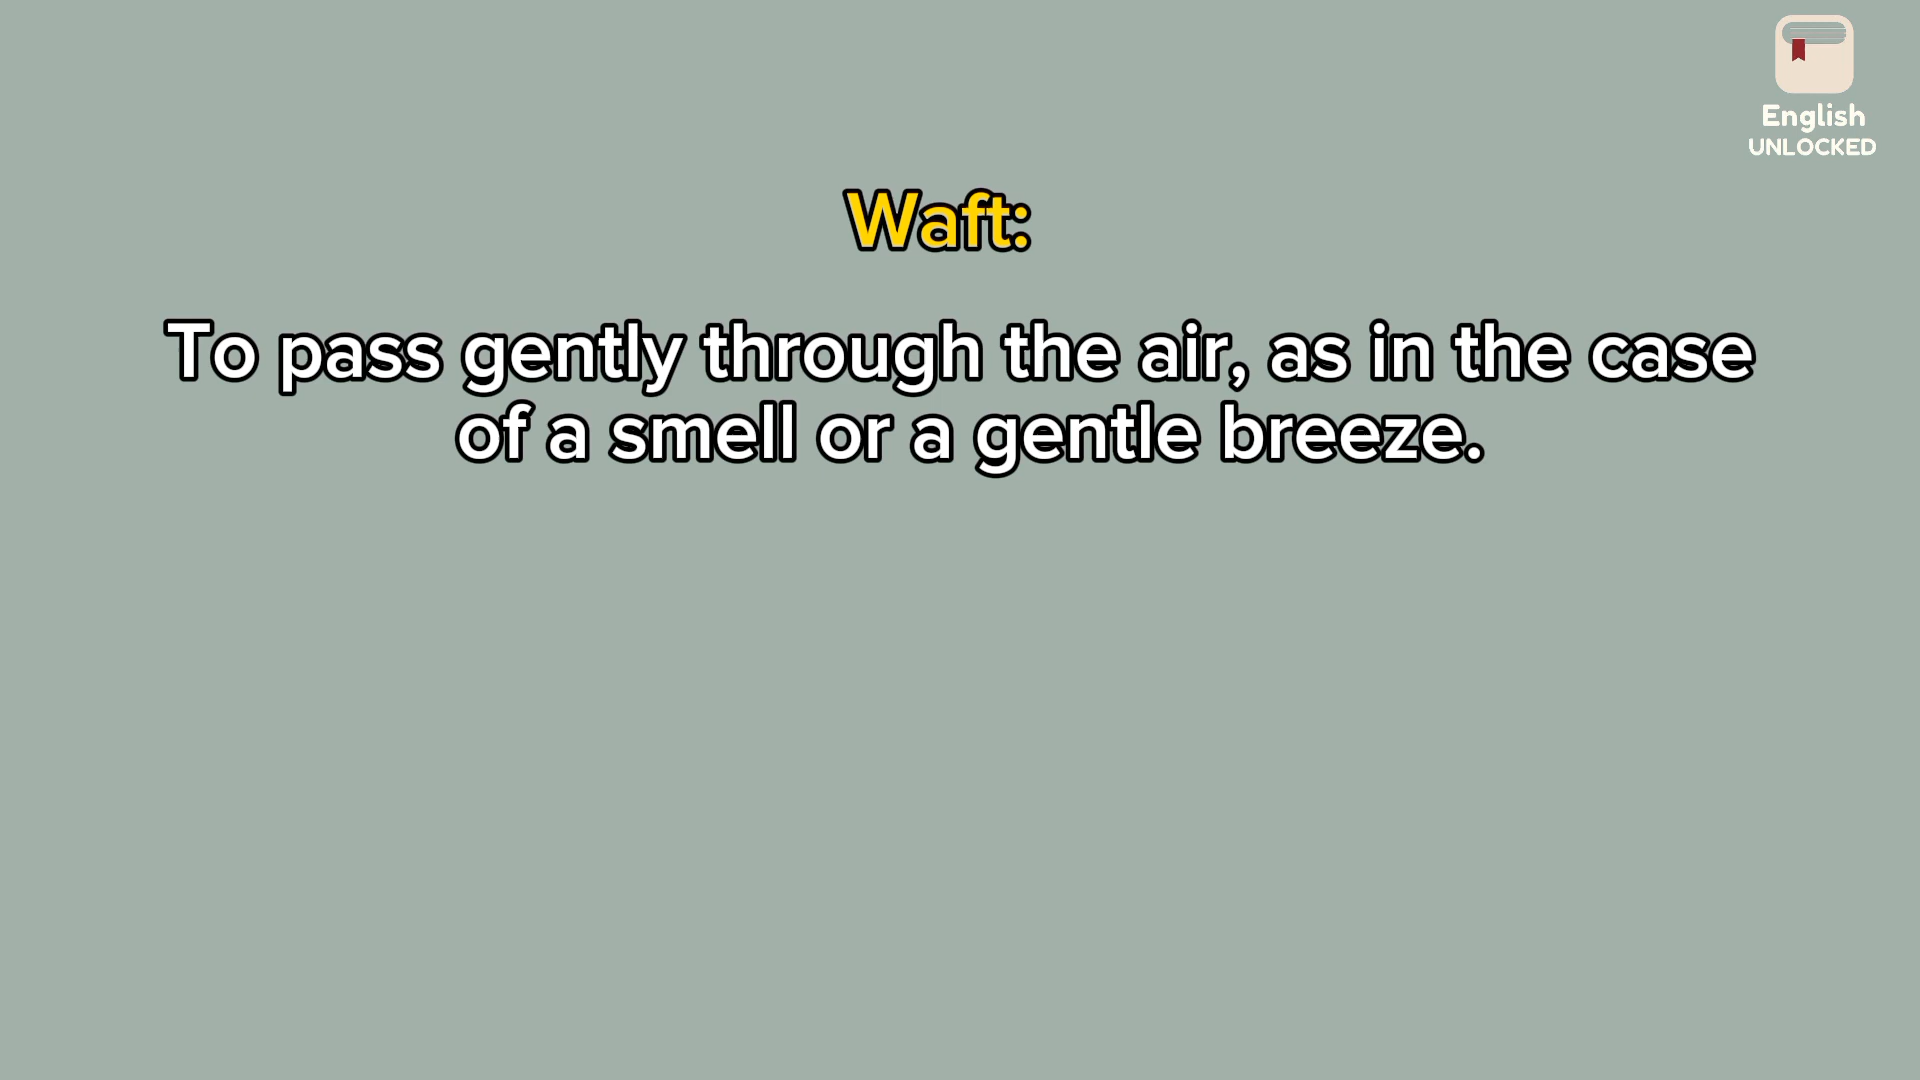 English
UNLOCKED
Waft:
To pass gently through the air, as in the case
of a smell or a gentle breeze.